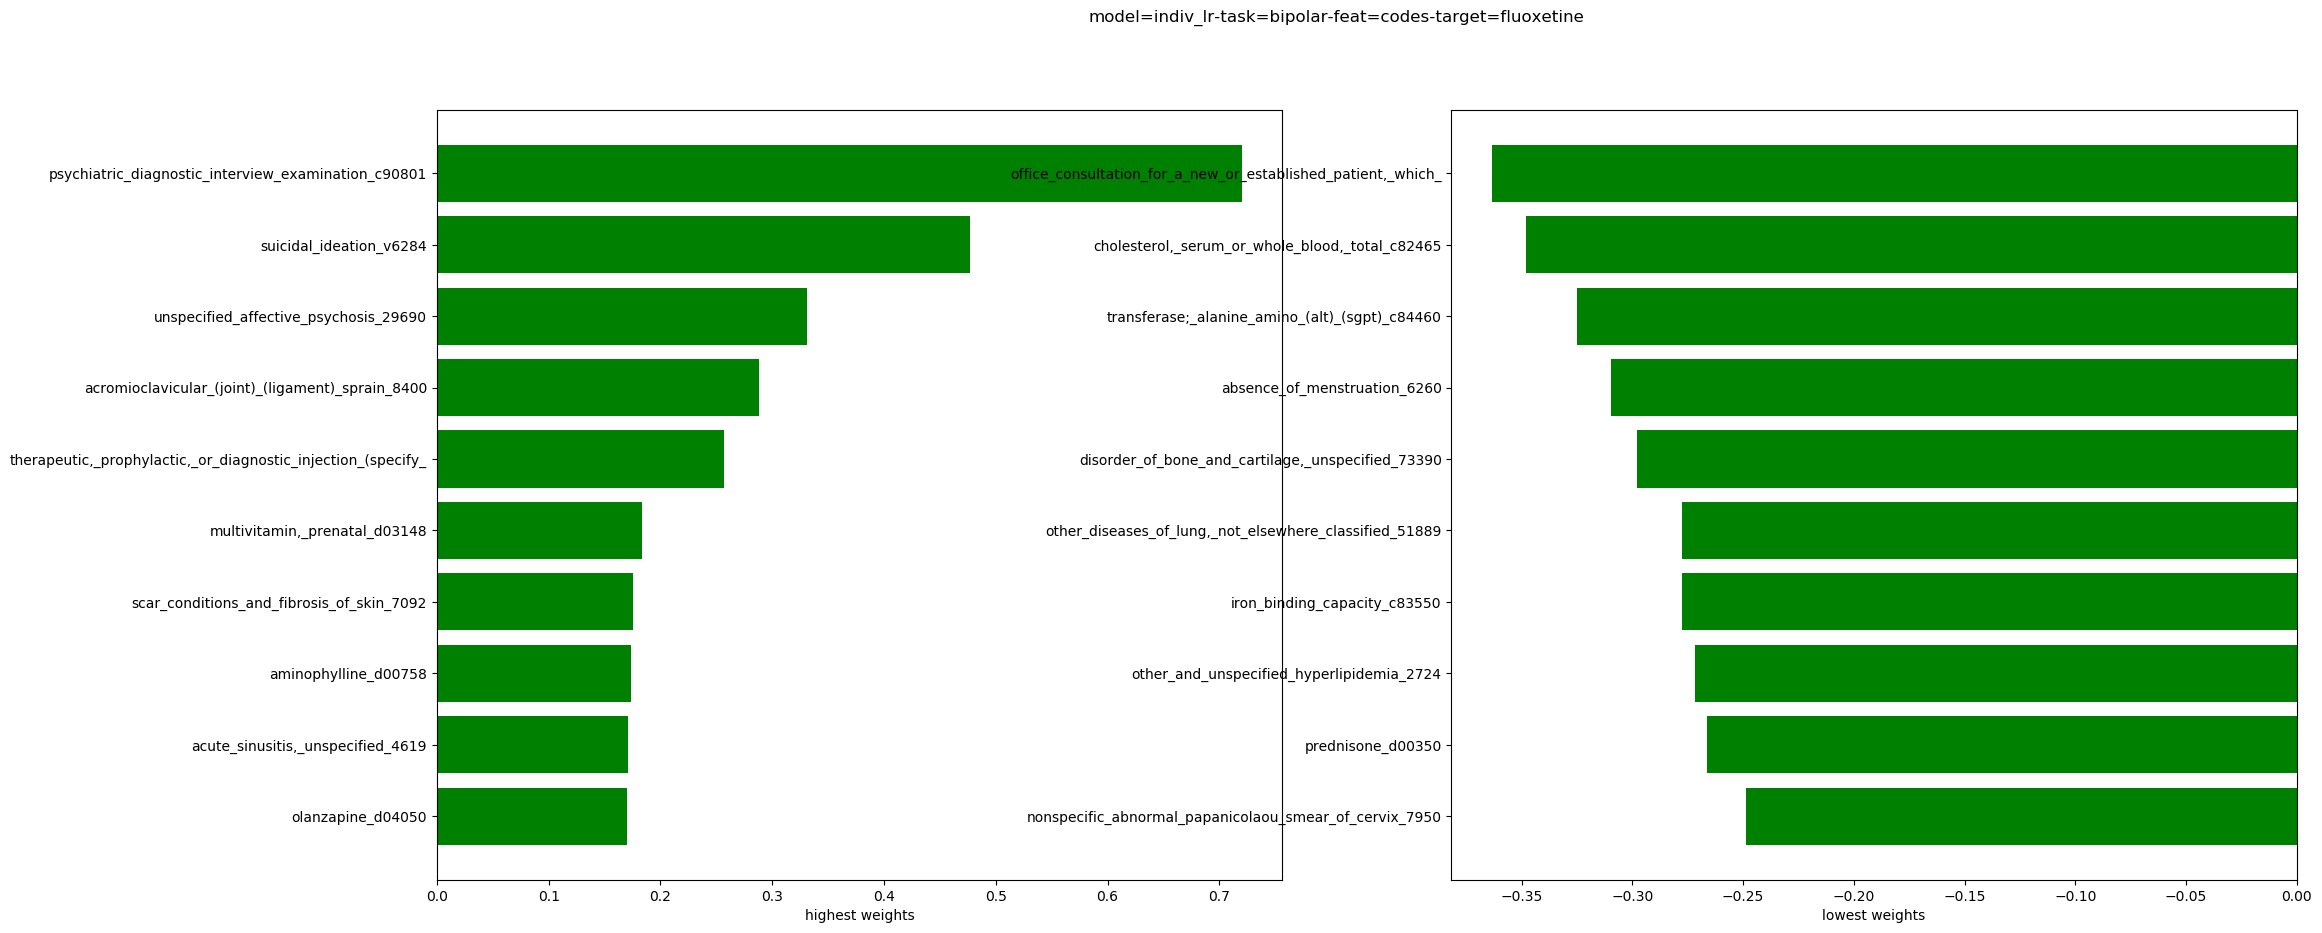 model=indiv_lr-task=bipolar-feat=codes-target=fluoxetine
psychiatric_diagnostic_interview_examination_c90801
suicidal_ideation_v6284
unspecified_affective_psychosis_29690
acromioclavicular_(joint)_(ligament)_sprain_8400
therapeutic,_prophylactic,_or_diagnostic_injection_(specify_
multivitamin,_prenatal_d03148
scar_conditions_and_fibrosis_of_skin_7092
aminophylline_d00758
acute_sinusitis,_unspecified_4619
olanzapine_d04050
0.0 0.1 0.2 0.3 0.4 0.5 0.6 0.7
highest weights
office_consultation_for_a_new_or_established_patient,_which_
cholesterol,_serum_or_whole_blood,_total_c82465
transferase;_alanine_amino_(alt)_(sgpt)_c84460
absence_of_menstruation_6260
disorder_of_bone_and_cartilage,_unspecified_73390
other_diseases_of_lung,_not_elsewhere_classified_51889
iron_binding_capacity_c83550
other_and_unspecified_hyperlipidemia_2724
prednisone_d00350
nonspecific_abnormal_papanicolaou_smear_of_cervix_7950
−0.35 −0.30 −0.25 −0.20 −0.15 −0.10 −0.05 0.00
lowest weights